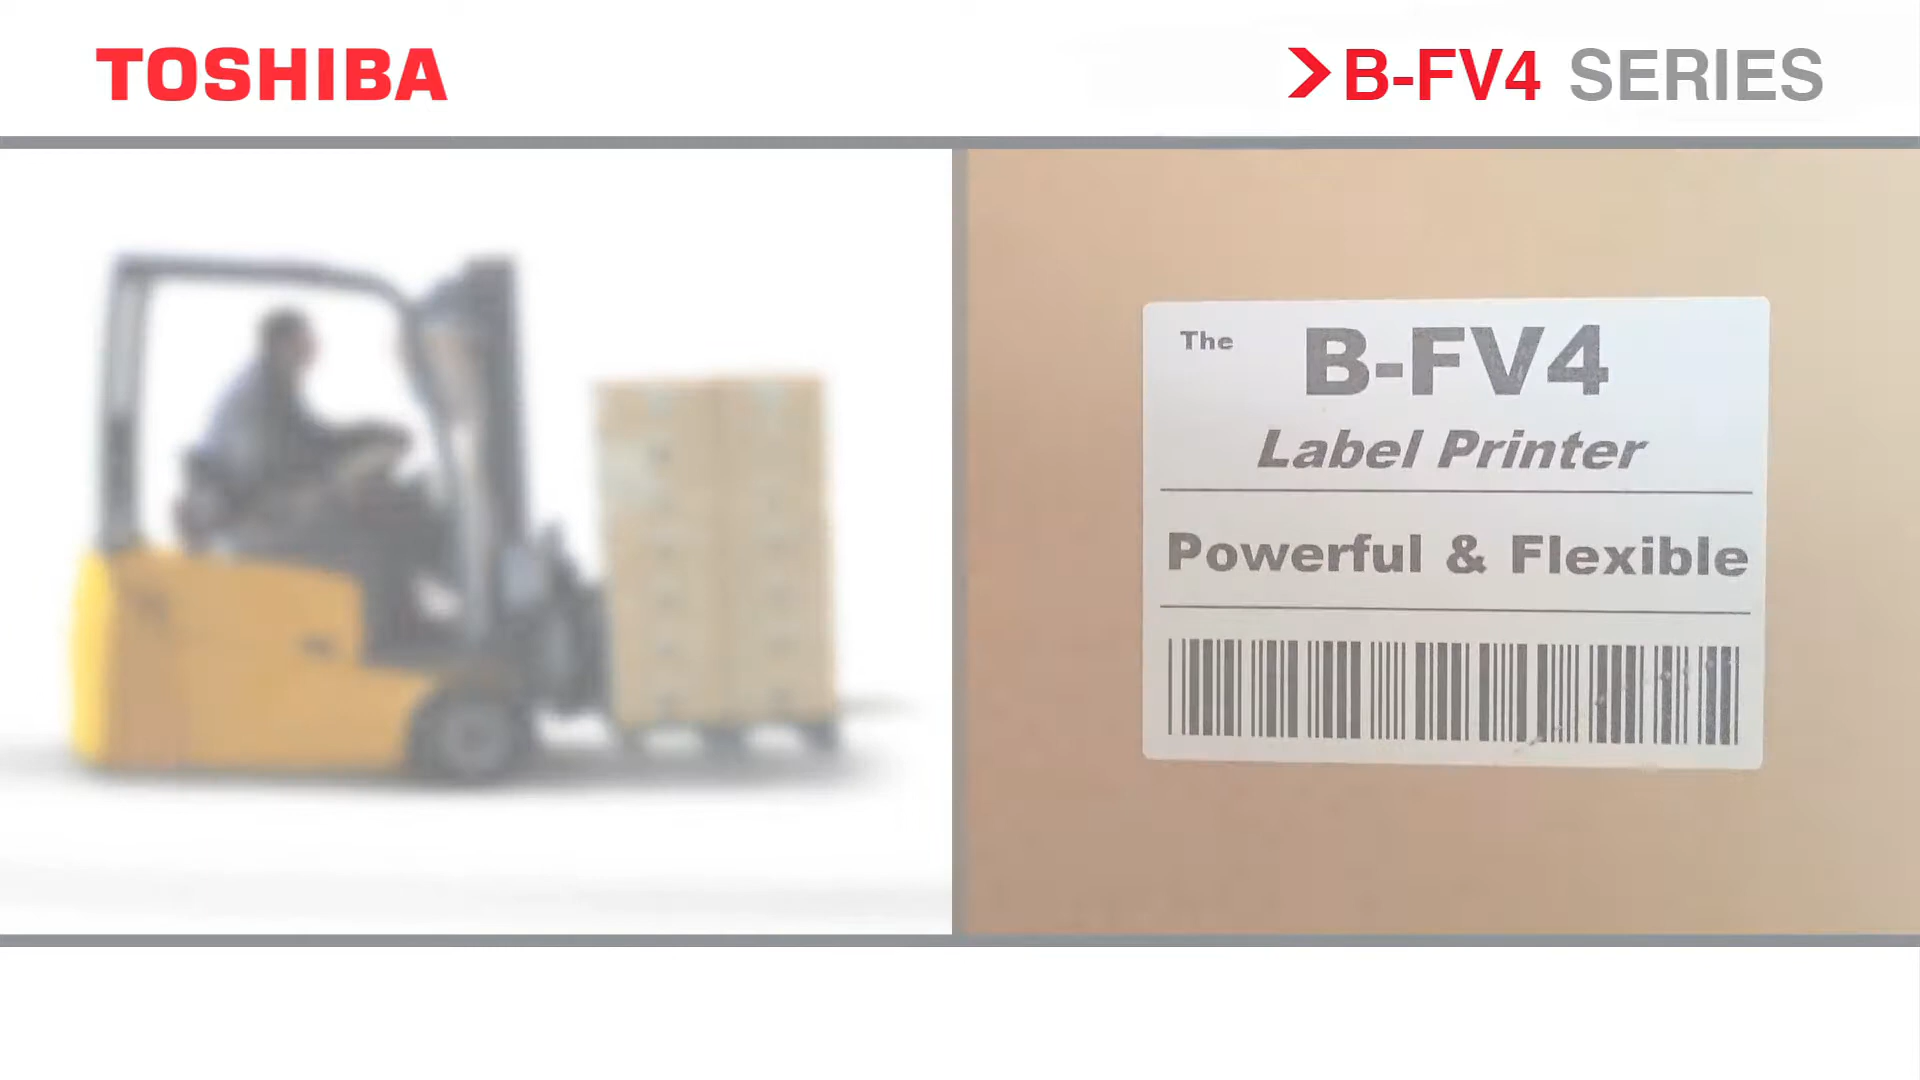 TOSHIBA
B-FV4 SERIES
The B-FV4
Label Printer
Powerful & Flexible